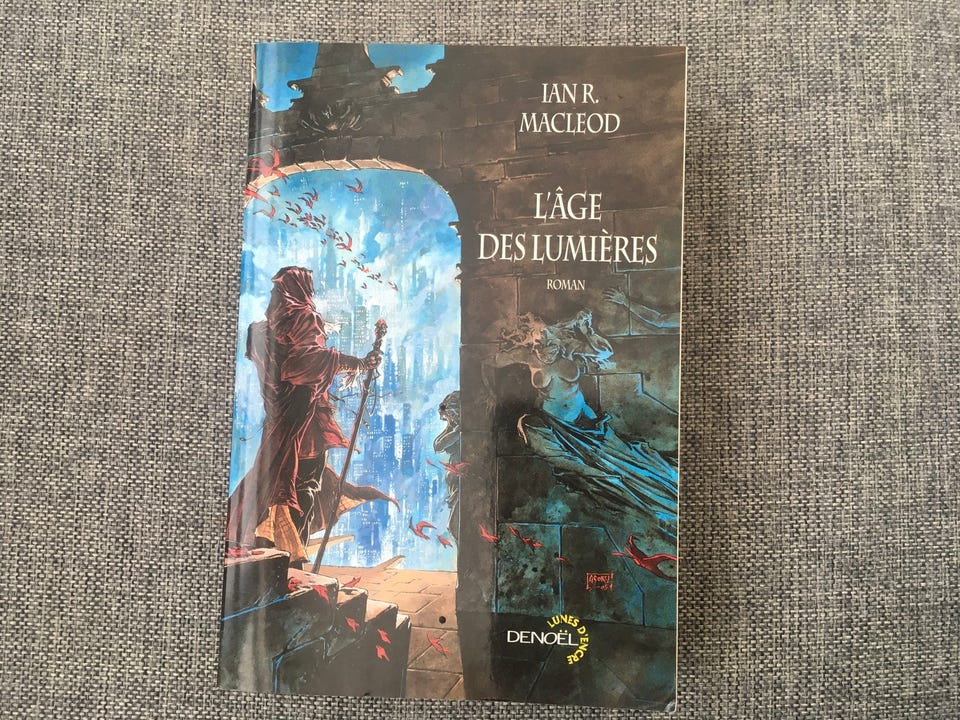 IAN R.
MACLEOD
L'ÂGE
DES LUMIÈRES
ROMAN
DENOËL
LUNES D'ENCRE